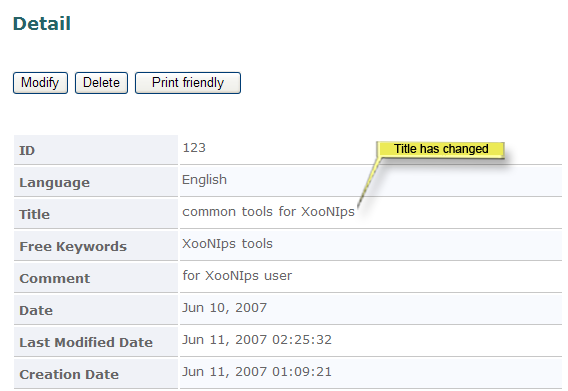 Detail
Modify Delete Print friendly
ID 123
Title has changed
Language English
Title common tools for XooNIps
Free Keywords XooNIps tools
Comment for XooNIps user
Date Jun 10, 2007
Last Modified Date Jun 11, 2007 02:25:32
Creation Date Jun 11, 2007 01:09:21